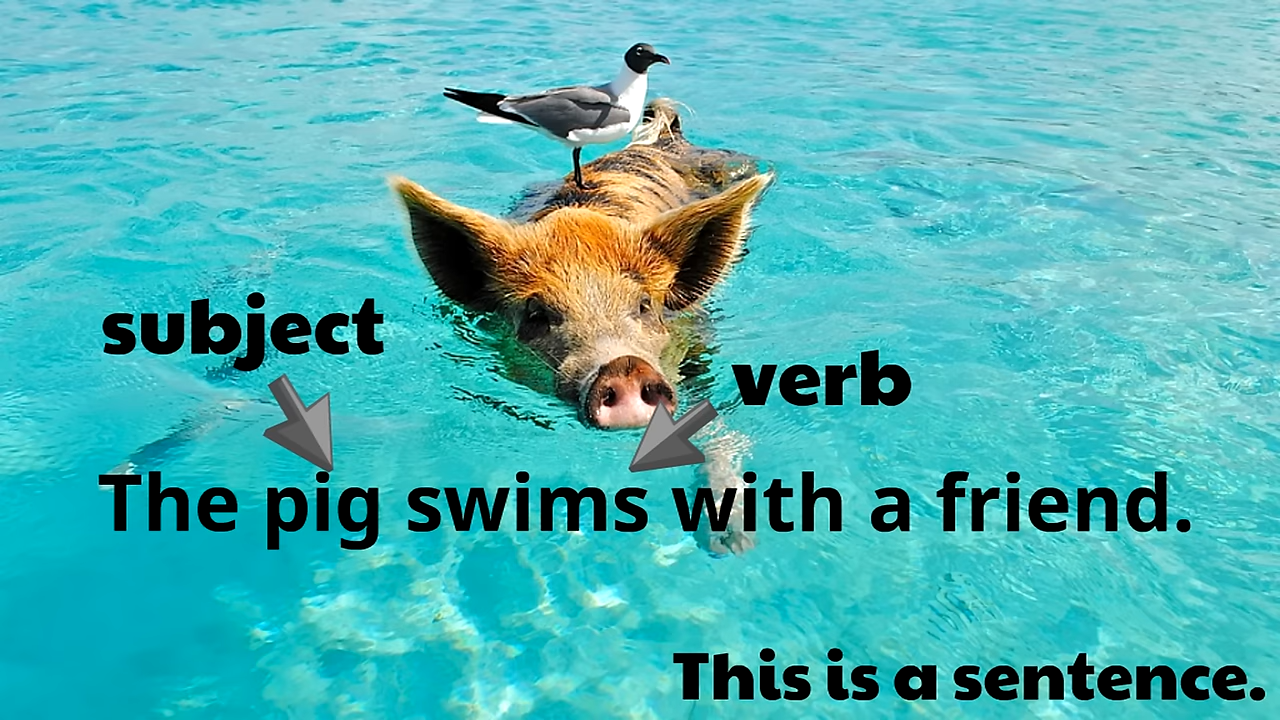 subject
verb
The pig swims with a friend.
This is a sentence.